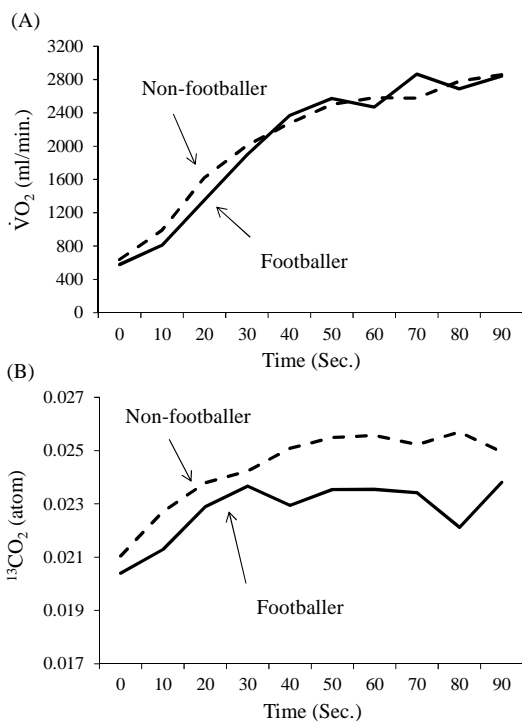 (A)
3200
2800
2400
2000
1600
1200
800
400
0
V̇O₂ (ml/min.)
Non-footballer
Footballer
0 10 20 30 40 50 60 70 80 90
Time (Sec.)
(B)
0.027
0.025
0.023
0.021
0.019
0.017
¹³CO₂ (atom)
Non-footballer
Footballer
0 10 20 30 40 50 60 70 80 90
Time (Sec.)